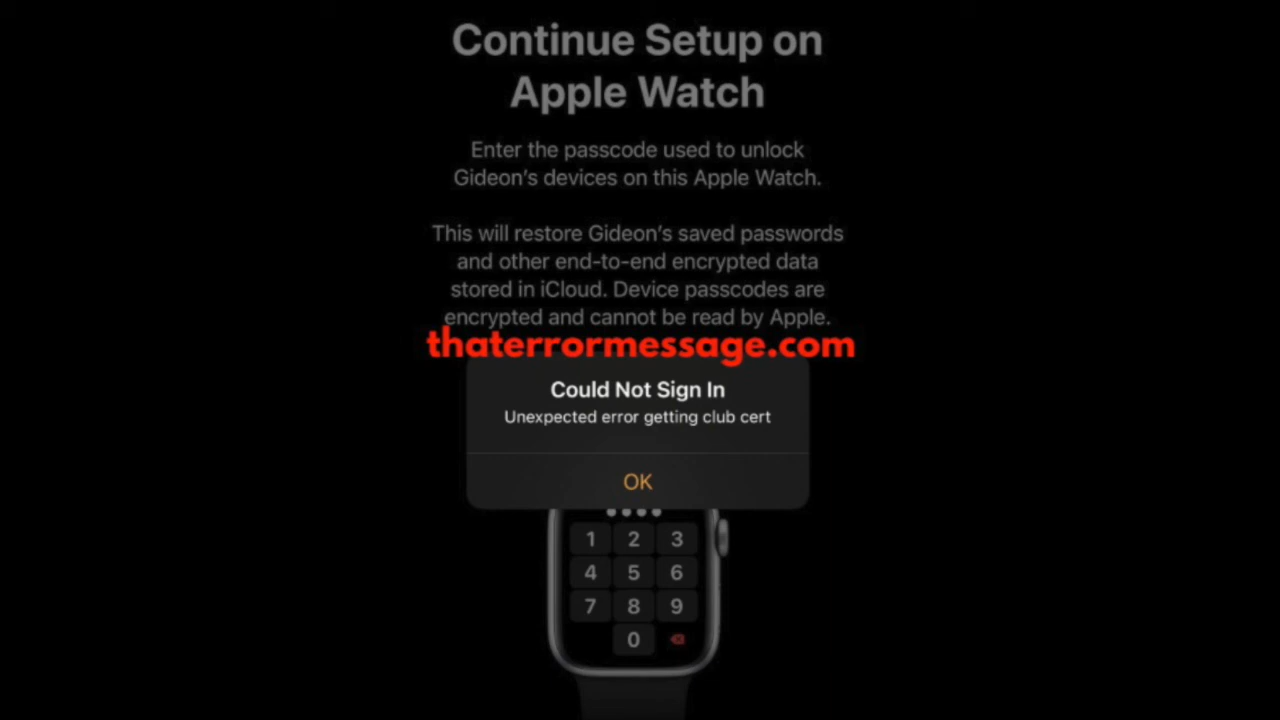 Continue Setup on
Apple Watch
Enter the passcode used to unlock
Gideon’s devices on this Apple Watch.
This will restore Gideon’s saved passwords
and other end-to-end encrypted data
stored in iCloud. Device passcodes are
encrypted and cannot be read by Apple.
thaterrormessage.com
Could Not Sign In
Unexpected error getting club cert
OK
1 2 3
4 5 6
7 8 9
0